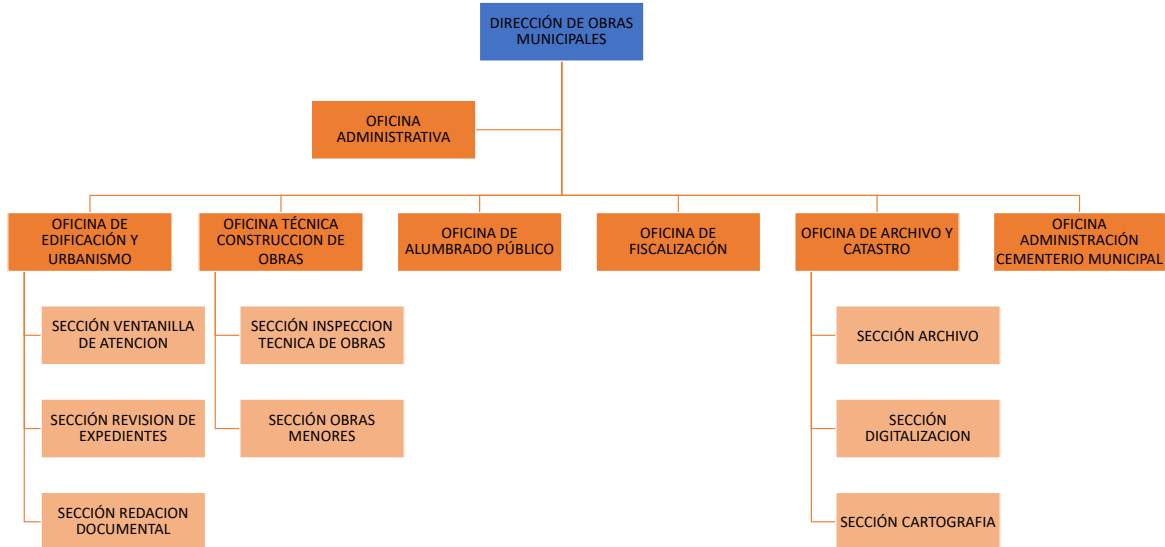 DIRECCIÓN DE OBRAS
MUNICIPALES
OFICINA
ADMINISTRATIVA
OFICINA DE
EDIFICACIÓN Y
URBANISMO
OFICINA TÉCNICA
CONSTRUCCION DE
OBRAS
OFICINA DE
ALUMBRADO PÚBLICO
OFICINA DE
FISCALIZACIÓN
OFICINA DE ARCHIVO Y
CATASTRO
OFICINA
ADMINISTRACIÓN
CEMENTERIO MUNICIPAL
SECCIÓN VENTANILLA
DE ATENCION
SECCIÓN INSPECCION
TECNICA DE OBRAS
SECCIÓN ARCHIVO
SECCIÓN REVISION DE
EXPEDIENTES
SECCIÓN OBRAS
MENORES
SECCIÓN
DIGITALIZACION
SECCIÓN REDACION
DOCUMENTAL
SECCIÓN CARTOGRAFIA